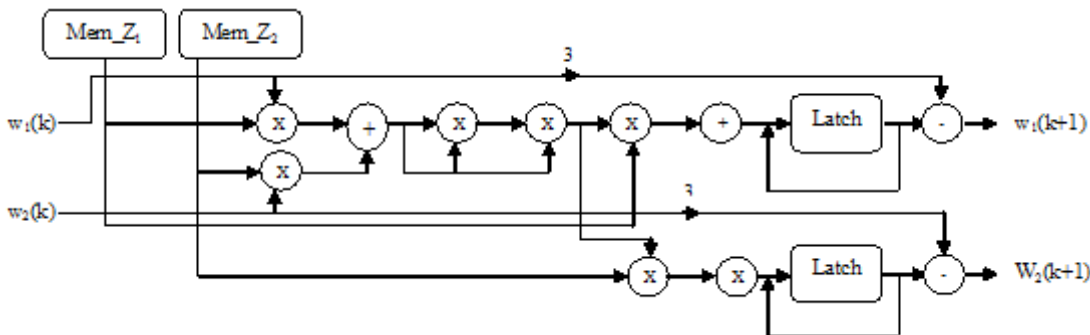 Mem_Z₁ Mem_Z₂
3
w₁(k) X + X X X + Latch - w₁(k+1)
X
w₂(k) 3
X X Latch - W₂(k+1)